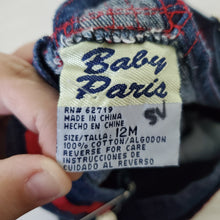 Baby
Paris
RN# 62719
MADE IN CHINA
HECHO EN CHINE
SIZE/TALLA: 12M
100% COTTON/ALGODON
REVERSE FOR CARE
INSTRUCCIONES DE
CUIDADO AL REVERSO